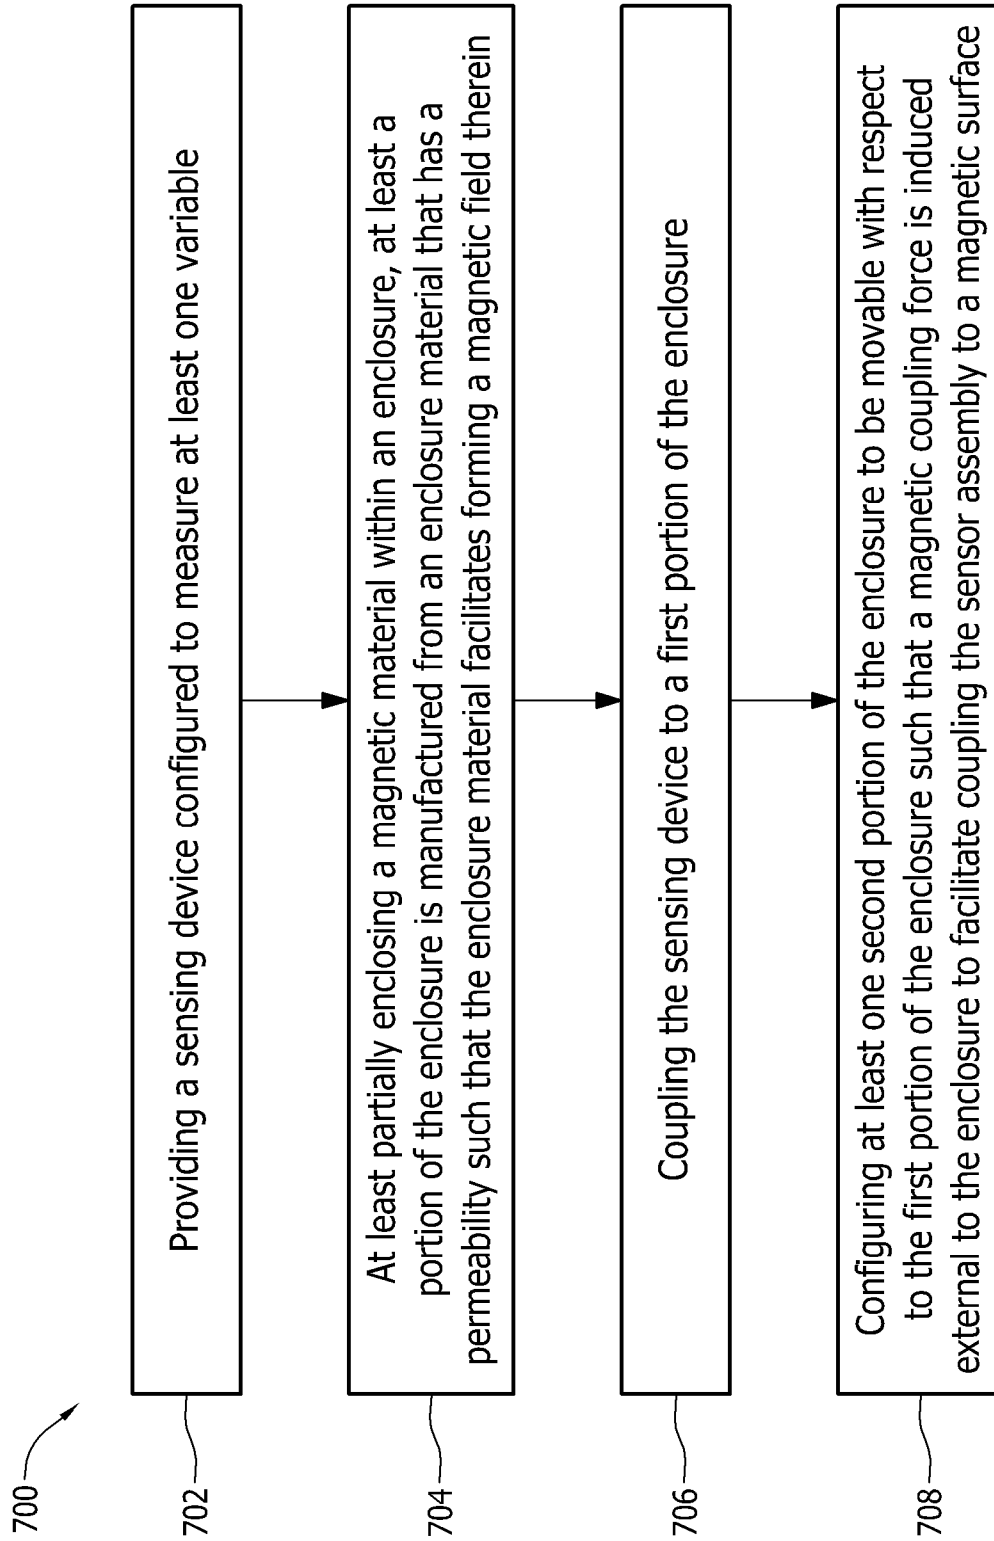 700
702
Providing a sensing device configured to measure at least one variable
704
At least partially enclosing a magnetic material within an enclosure, at least a
portion of the enclosure is manufactured from an enclosure material that has a
permeability such that the enclosure material facilitates forming a magnetic field therein
706
Coupling the sensing device to a first portion of the enclosure
708
Configuring at least one second portion of the enclosure to be movable with respect
to the first portion of the enclosure such that a magnetic coupling force is induced
external to the enclosure to facilitate coupling the sensor assembly to a magnetic surface